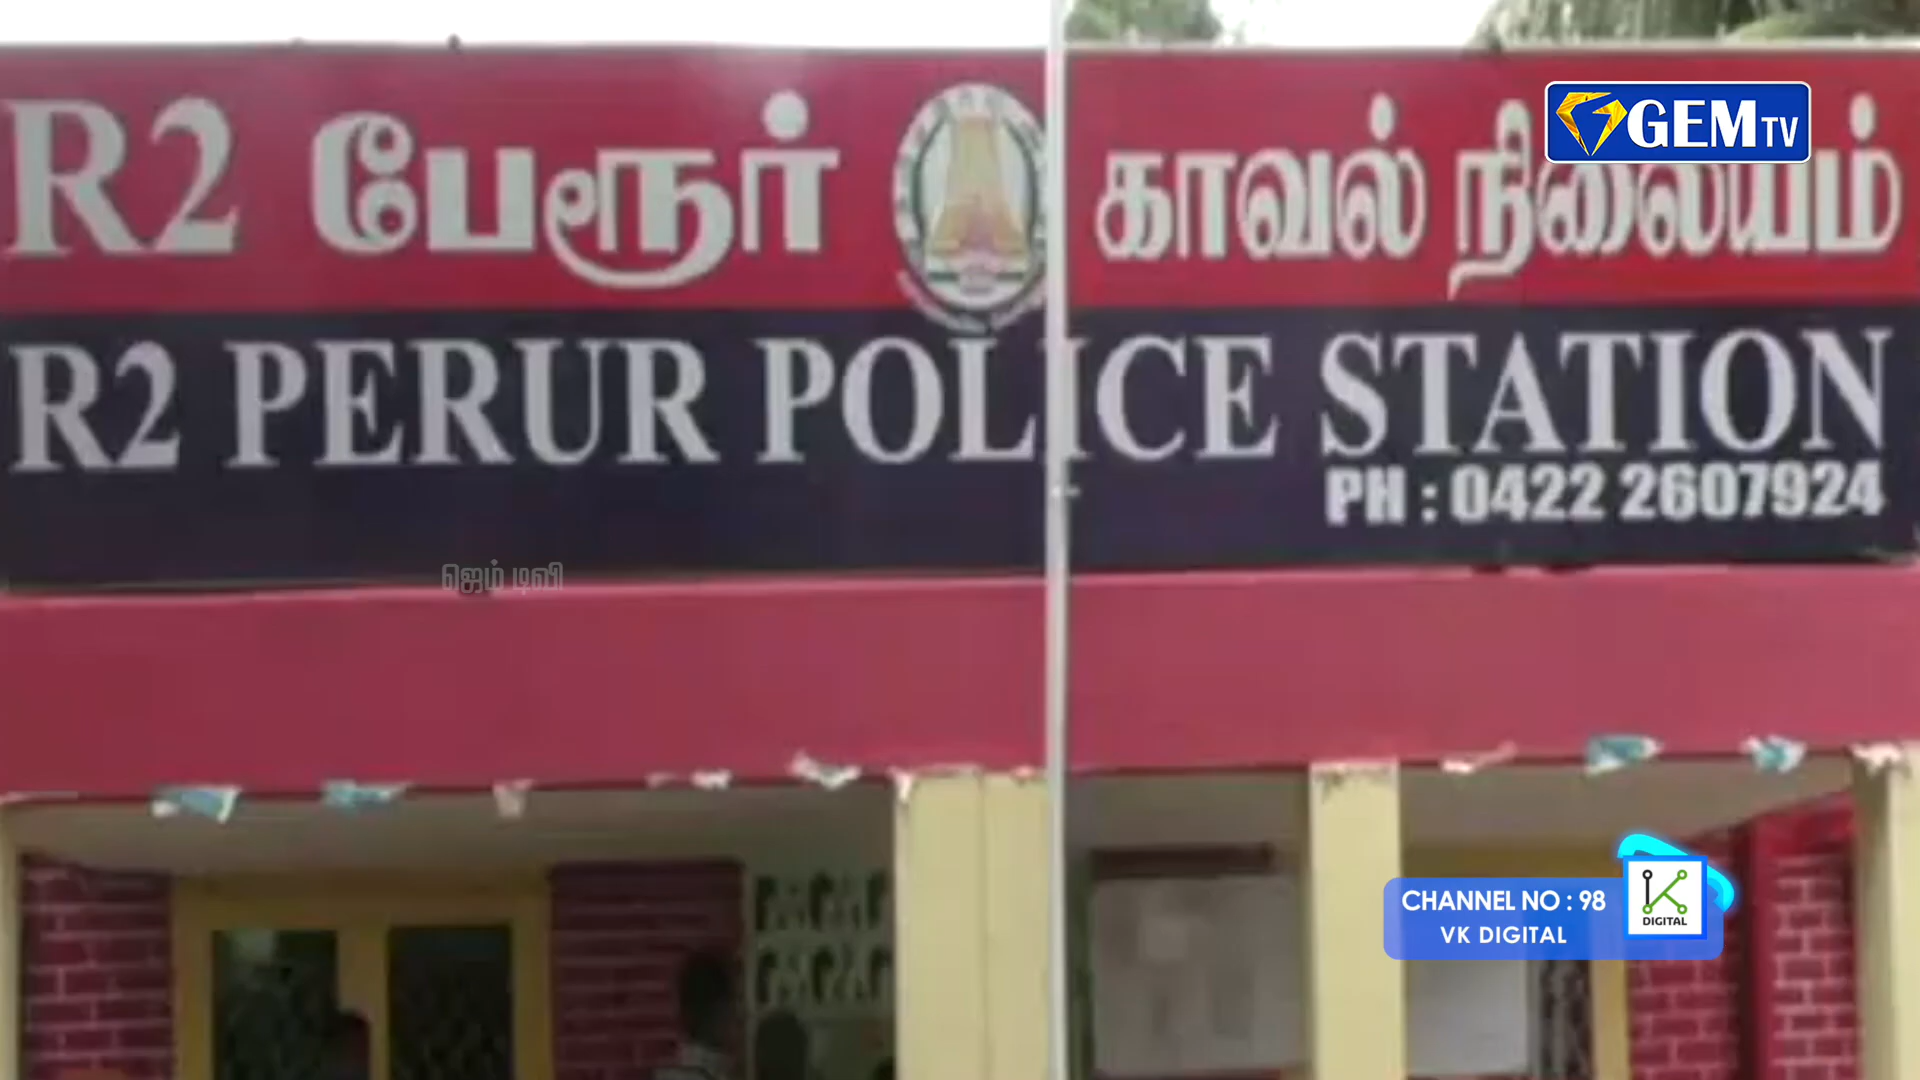 R2 பேரூர் காவல் நிலையம்
GEM TV
R2 PERUR POLICE STATION
PH : 0422 2607924
ஜெம் டிவி
CHANNEL NO : 98
VK DIGITAL
DIGITAL